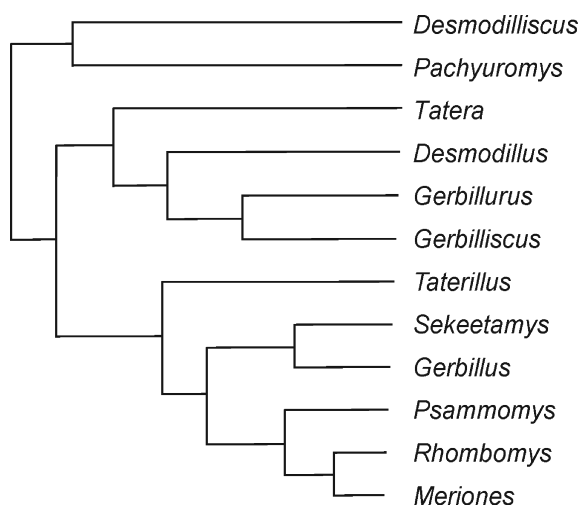 Desmodilliscus
Pachyuromys
Tatera
Desmodillus
Gerbillurus
Gerbilliscus
Taterillus
Sekeetamys
Gerbillus
Psammomys
Rhombomys
Meriones